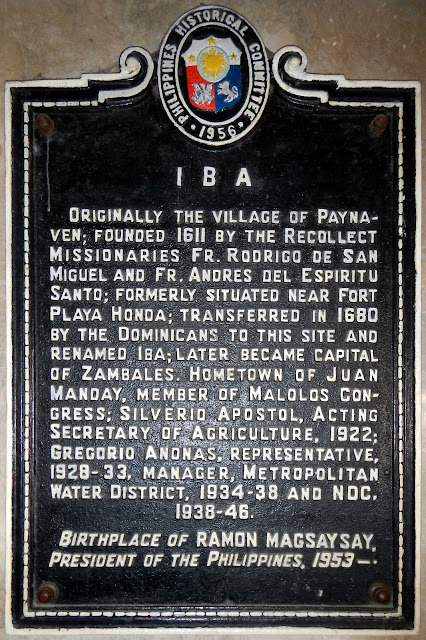 PHILIPPINES HISTORICAL COMMITTEE
• 1956 •
IBA
ORIGINALLY THE VILLAGE OF PAYNA-
VEN; FOUNDED 1611 BY THE RECOLLECT
MISSIONARIES FR. RODRIGO DE SAN
MIGUEL AND FR. ANDRES DEL ESPIRITU
SANTO; FORMERLY SITUATED NEAR FORT
PLAYA HONDA; TRANSFERRED IN 1680
BY THE DOMINICANS TO THIS SITE AND
RENAMED IBA; LATER BECAME CAPITAL
OF ZAMBALES. HOMETOWN OF JUAN
MANDAY, MEMBER OF MALOLOS CON-
GRESS; SILVERIO APOSTOL, ACTING
SECRETARY OF AGRICULTURE, 1922;
GREGORIO ANONAS, REPRESENTATIVE,
1928-33, MANAGER, METROPOLITAN
WATER DISTRICT, 1934-38 AND NDC,
1938-46.
BIRTHPLACE OF RAMON MAGSAYSAY,
PRESIDENT OF THE PHILIPPINES, 1953—.